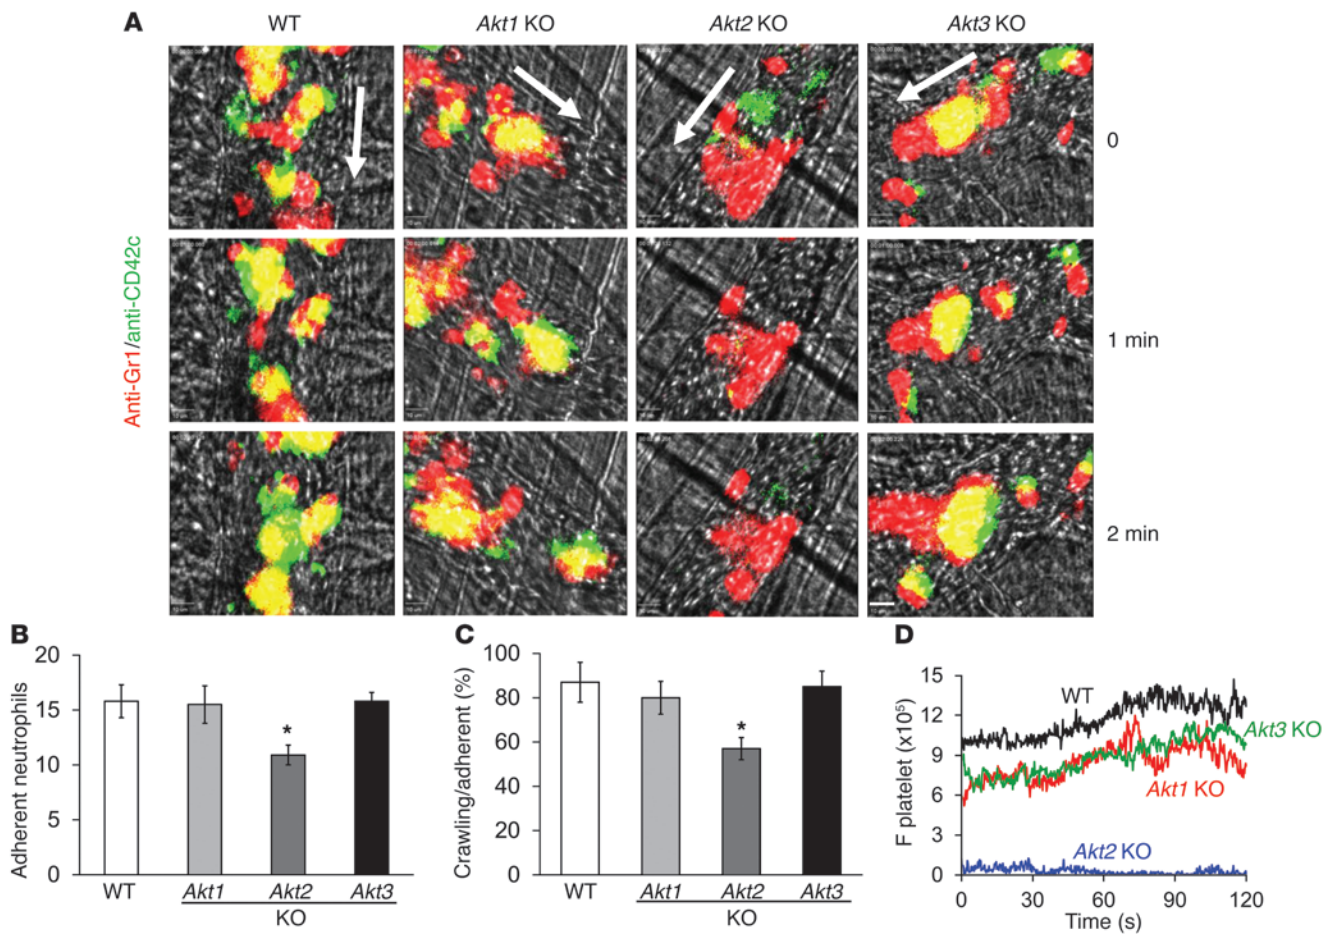 A
WT
Akt1 KO
Akt2 KO
Akt3 KO
Anti-Gr1/anti-CD42c
0
1 min
2 min
B
Adherent neutrophils
20
15
10
5
0
WT
Akt1
Akt2
Akt3
KO
*
C
Crawling/adherent (%)
100
80
60
40
20
0
WT
Akt1
Akt2
Akt3
KO
*
D
F platelet (x10⁵)
15
12
9
6
3
0
WT
Akt3 KO
Akt1 KO
Akt2 KO
0
30
60
90
120
Time (s)